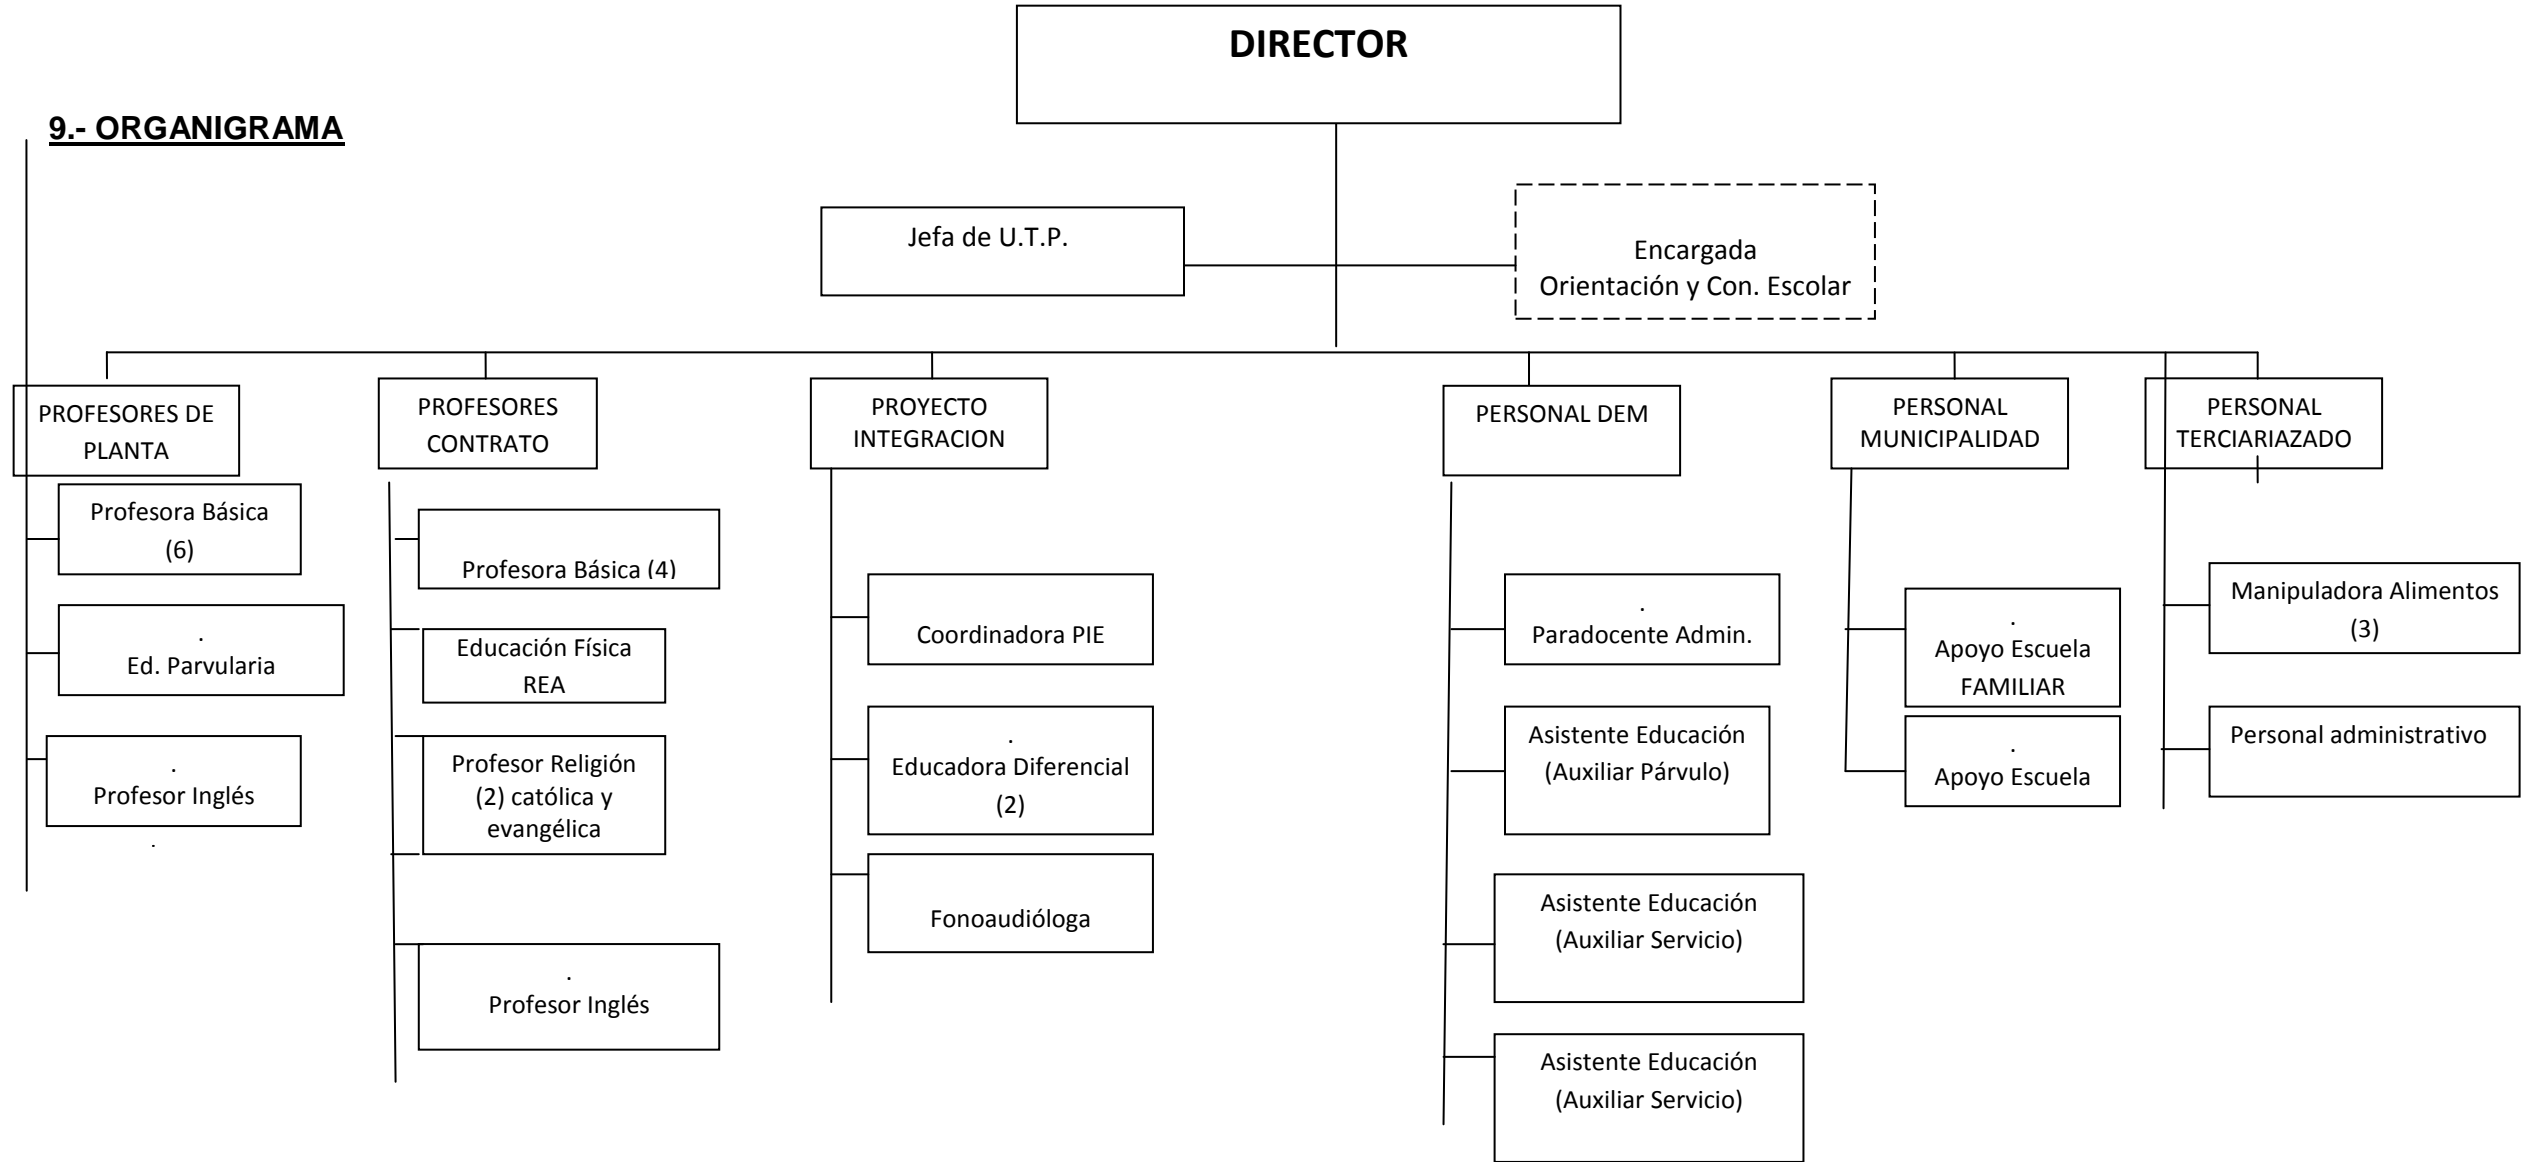 DIRECTOR
9.- ORGANIGRAMA
Jefa de U.T.P.
Encargada
Orientación y Con. Escolar
PROFESORES DE
PLANTA
Profesora Básica
(6)
.
Ed. Parvularia
.
Profesor Inglés
.
PROFESORES
CONTRATO
Profesora Básica (4)
Educación Física
REA
Profesor Religión
(2) católica y
evangélica
.
Profesor Inglés
PROYECTO
INTEGRACION
Coordinadora PIE
.
Educadora Diferencial
(2)
Fonoaudióloga
PERSONAL DEM
.
Paradocente Admin.
Asistente Educación
(Auxiliar Párvulo)
Asistente Educación
(Auxiliar Servicio)
Asistente Educación
(Auxiliar Servicio)
PERSONAL
MUNICIPALIDAD
.
Apoyo Escuela
FAMILIAR
.
Apoyo Escuela
PERSONAL
TERCIARIAZADO
Manipuladora Alimentos
(3)
Personal administrativo